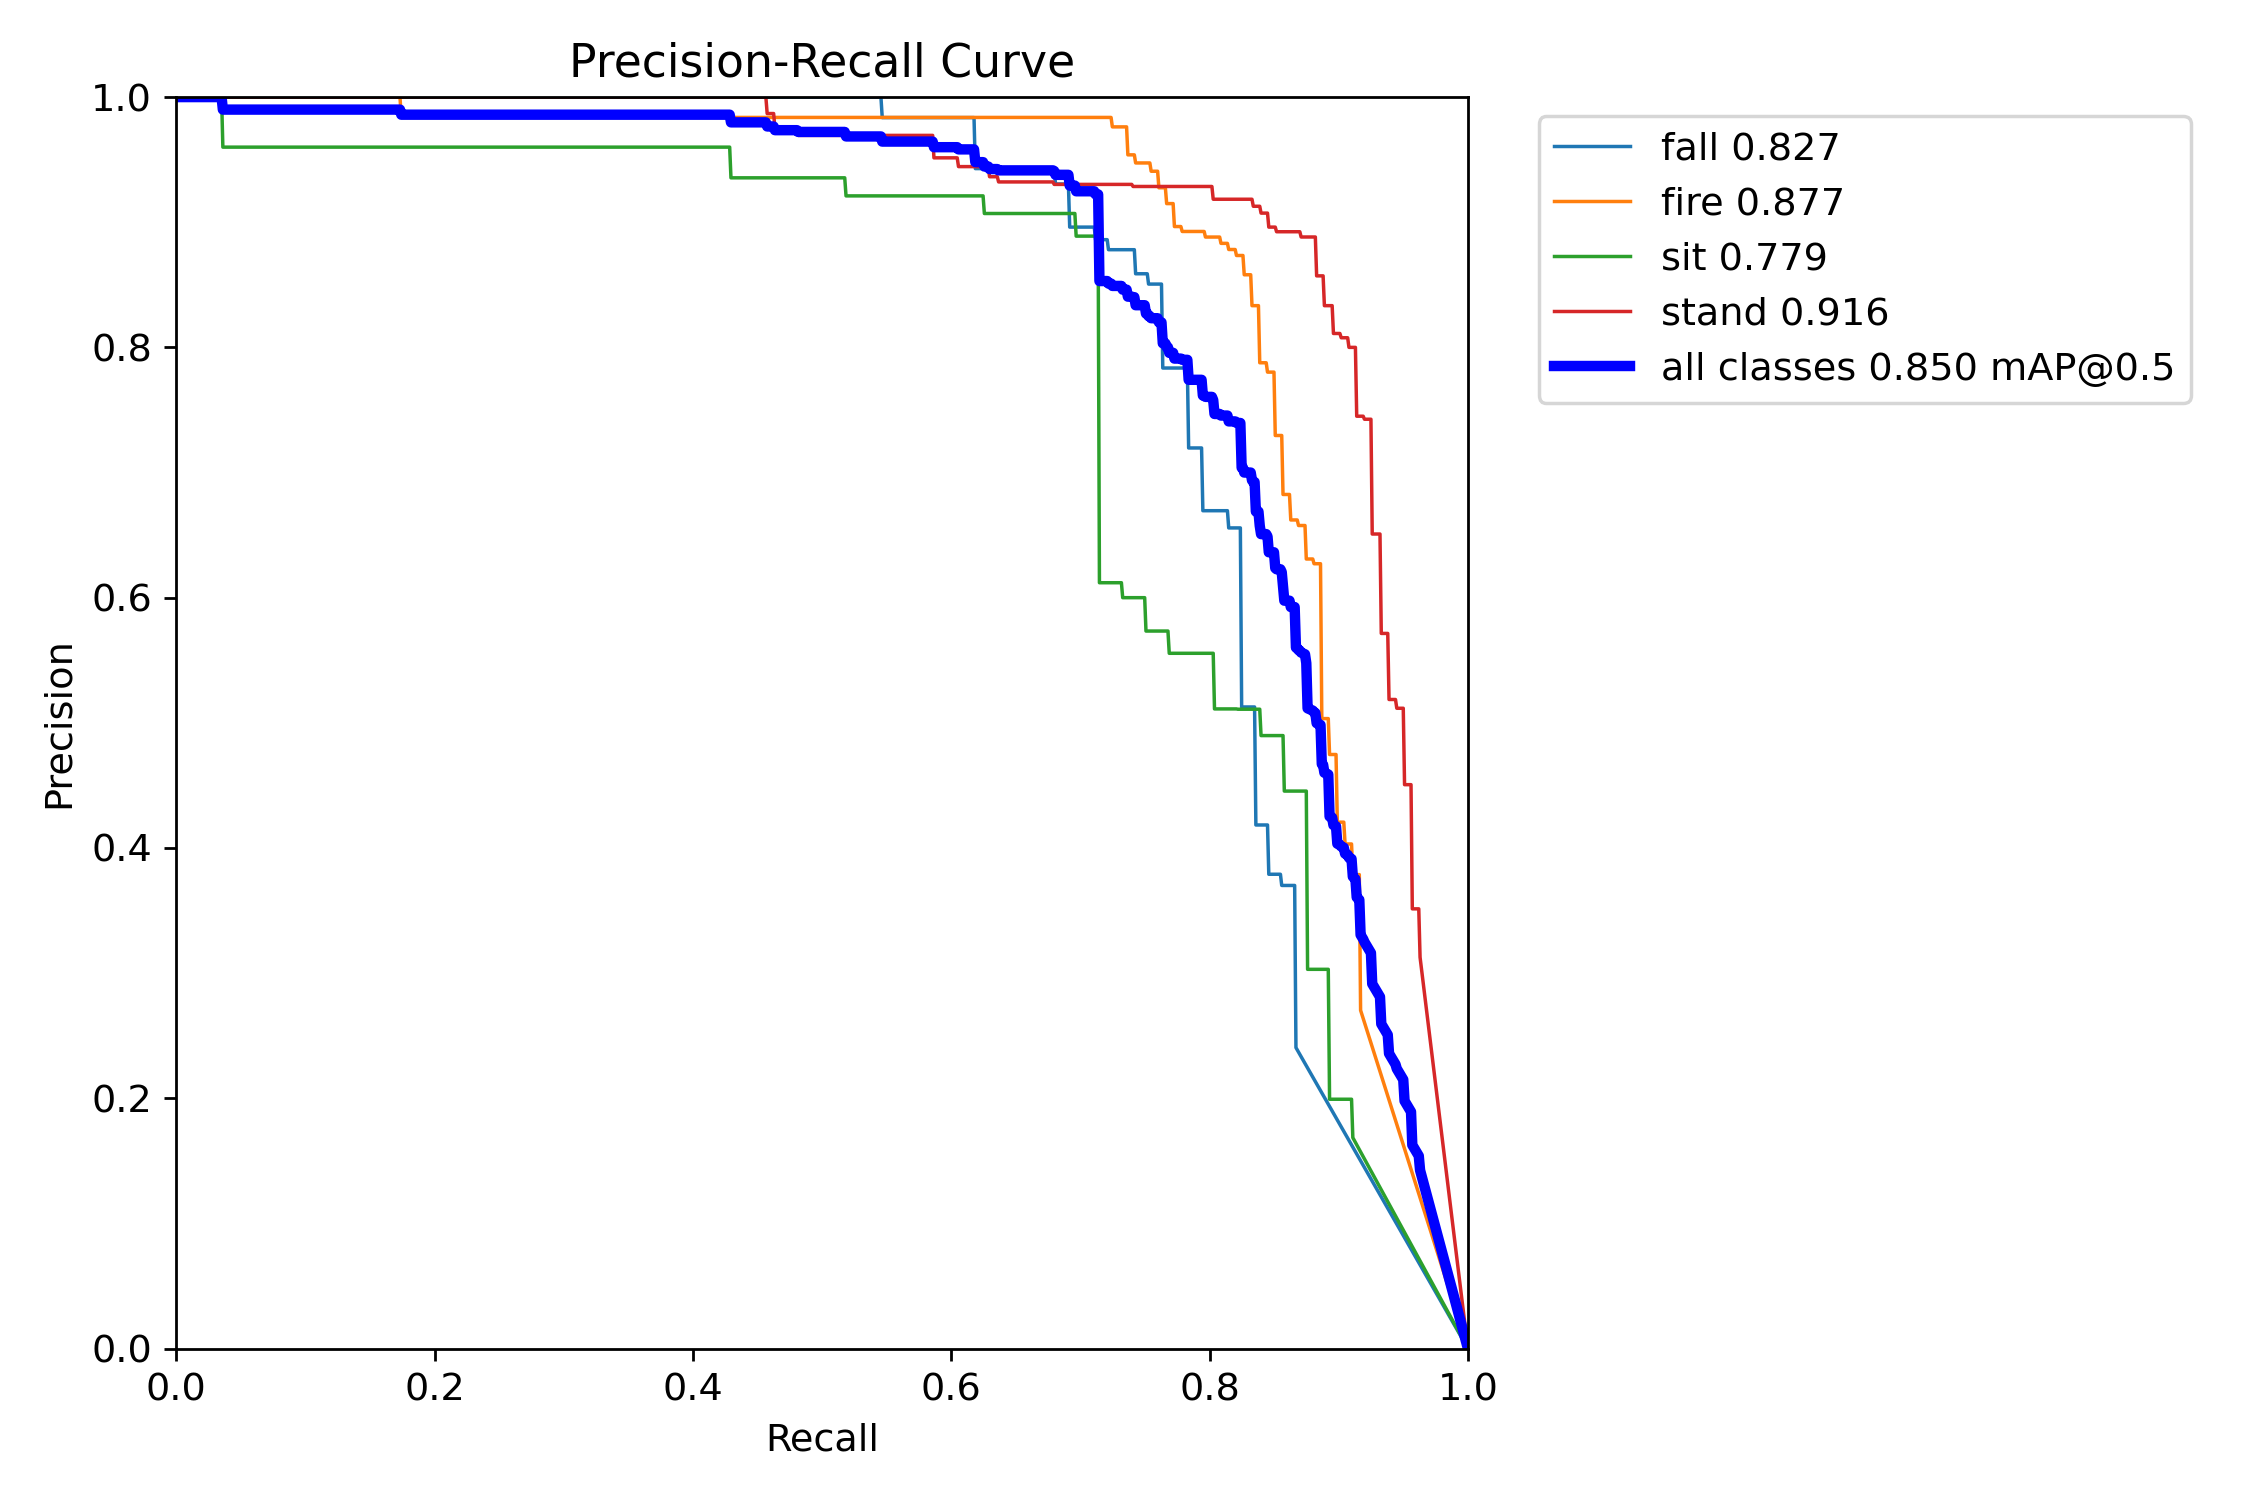 Precision-Recall Curve
1.0
0.8
0.6
0.4
0.2
0.0
Precision
0.0 0.2 0.4 0.6 0.8 1.0
Recall
fall 0.827
fire 0.877
sit 0.779
stand 0.916
all classes 0.850 mAP@0.5